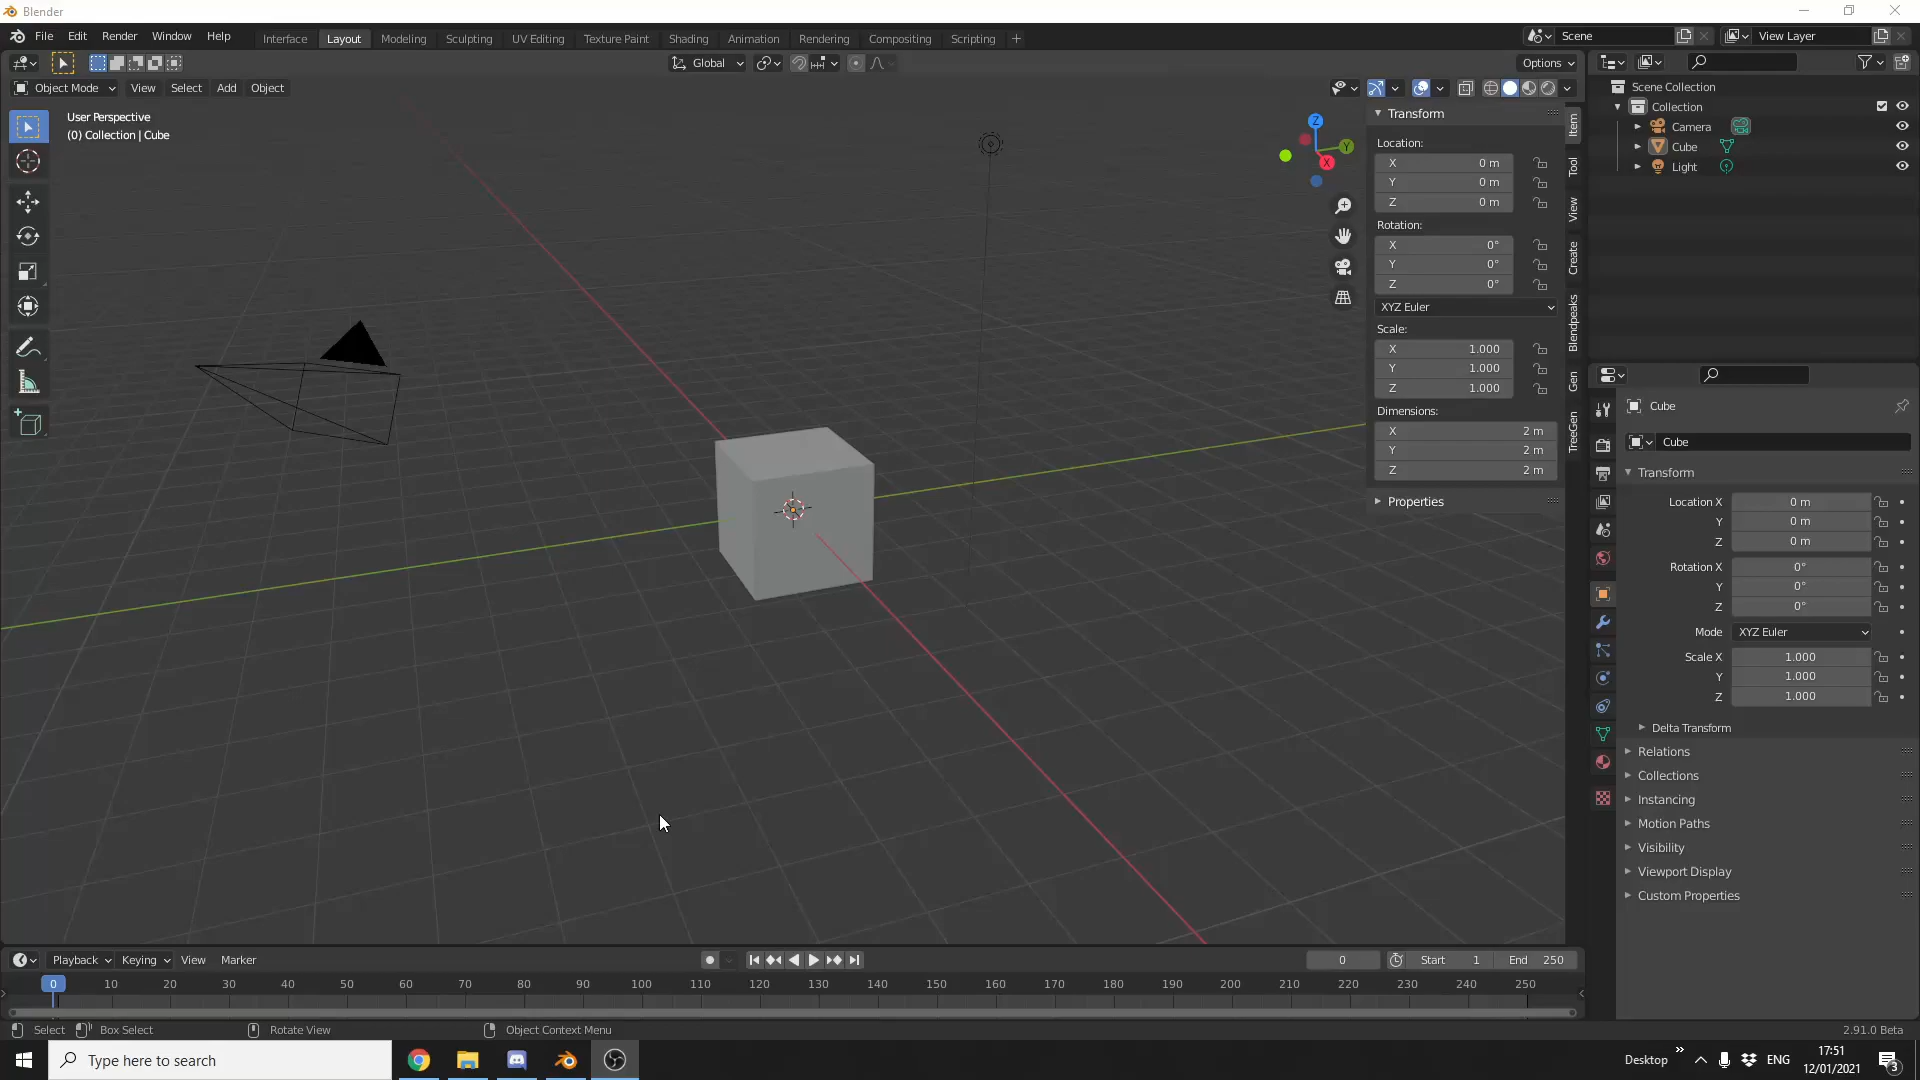 Blender
File Edit Render Window Help
Interface Layout Modeling Sculpting UV Editing Texture Paint Shading Animation Rendering Compositing Scripting +
Scene
View Layer
Global
Options
Object Mode View Select Add Object
User Perspective
(0) Collection | Cube
Z
Y
X
Transform
Location:
X 0 m
Y 0 m
Z 0 m
Rotation:
X 0°
Y 0°
Z 0°
XYZ Euler
Scale:
X 1.000
Y 1.000
Z 1.000
Dimensions:
X 2 m
Y 2 m
Z 2 m
Properties
Item
Tool
View
Create
Blendpeaks
Gen
TreeGen
Scene Collection
Collection
Camera
Cube
Light
Cube
Cube
Transform
Location X 0 m
Y 0 m
Z 0 m
Rotation X 0°
Y 0°
Z 0°
Mode XYZ Euler
Scale X 1.000
Y 1.000
Z 1.000
Delta Transform
Relations
Collections
Instancing
Motion Paths
Visibility
Viewport Display
Custom Properties
Playback Keying View Marker
0 Start 1 End 250
0 10 20 30 40 50 60 70 80 90 100 110 120 130 140 150 160 170 180 190 200 210 220 230 240 250
Select Box Select Rotate View Object Context Menu 2.91.0 Beta
Type here to search
Desktop » ENG 17:51
12/01/2021
3